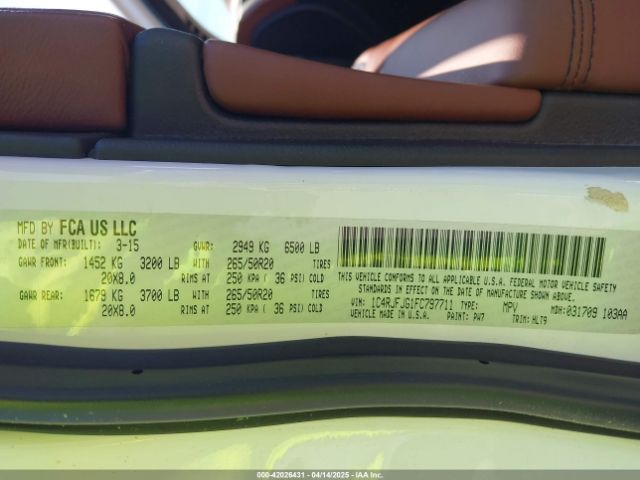 MFD BY FCA US LLC
DATE OF MFR(BUILT): 3-15 GVWR: 2949 KG 6500 LB
GAWR FRONT: 1452 KG 3200 LB WITH 265/50R20 TIRES
20X8.0 RIMS AT 250 KPA ( 36 PSI) COLD
GAWR REAR: 1679 KG 3700 LB WITH 265/50R20 TIRES
20X8.0 RIMS AT 250 KPA ( 36 PSI) COLD
THIS VEHICLE CONFORMS TO ALL APPLICABLE U.S.A. FEDERAL MOTOR VEHICLE SAFETY
STANDARDS IN EFFECT ON THE DATE OF MANUFACTURE SHOWN ABOVE
VIN: 1C4RJFJG1FC797711 TYPE: MPV MDH: 031709 103AA
VEHICLE MADE IN U.S.A. PAINT: PW7 TRIM: HLT9
000-42026431 - 04/14/2025 - IAA Inc.